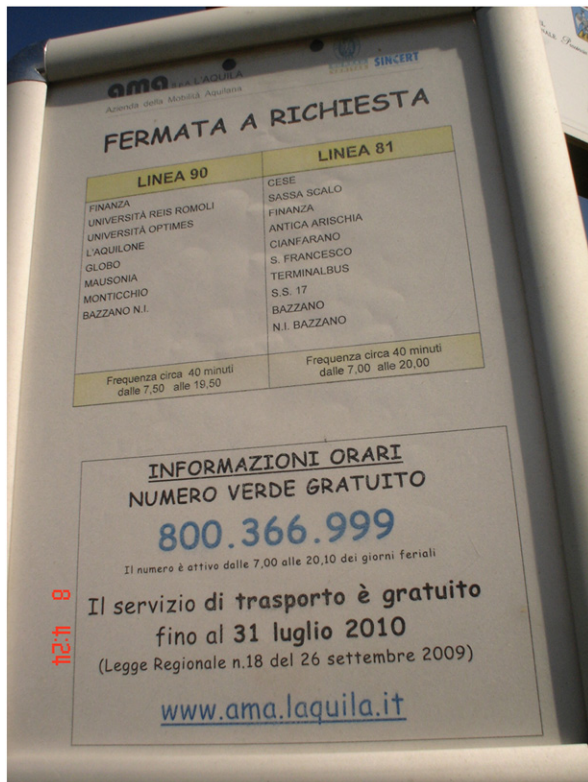 ama S.p.A. L'AQUILA
Azienda della Mobilità Aquilana
SINCERT
FERMATA A RICHIESTA
LINEA 90
FINANZA
UNIVERSITÀ REIS ROMOLI
UNIVERSITÀ OPTIMES
L'AQUILONE
GLOBO
MAUSONIA
MONTICCHIO
BAZZANO N.I.
Frequenza circa 40 minuti
dalle 7,50 alle 19,50
LINEA 81
CESE
SASSA SCALO
FINANZA
ANTICA ARISCHIA
CIANFARANO
S. FRANCESCO
TERMINALBUS
S.S. 17
BAZZANO
N.I. BAZZANO
Frequenza circa 40 minuti
dalle 7,00 alle 20,00
INFORMAZIONI ORARI
NUMERO VERDE GRATUITO
800.366.999
Il numero è attivo dalle 7,00 alle 20,10 dei giorni feriali
Il servizio di trasporto è gratuito
fino al 31 luglio 2010
(Legge Regionale n.18 del 26 settembre 2009)
www.ama.laquila.it
8 4:24